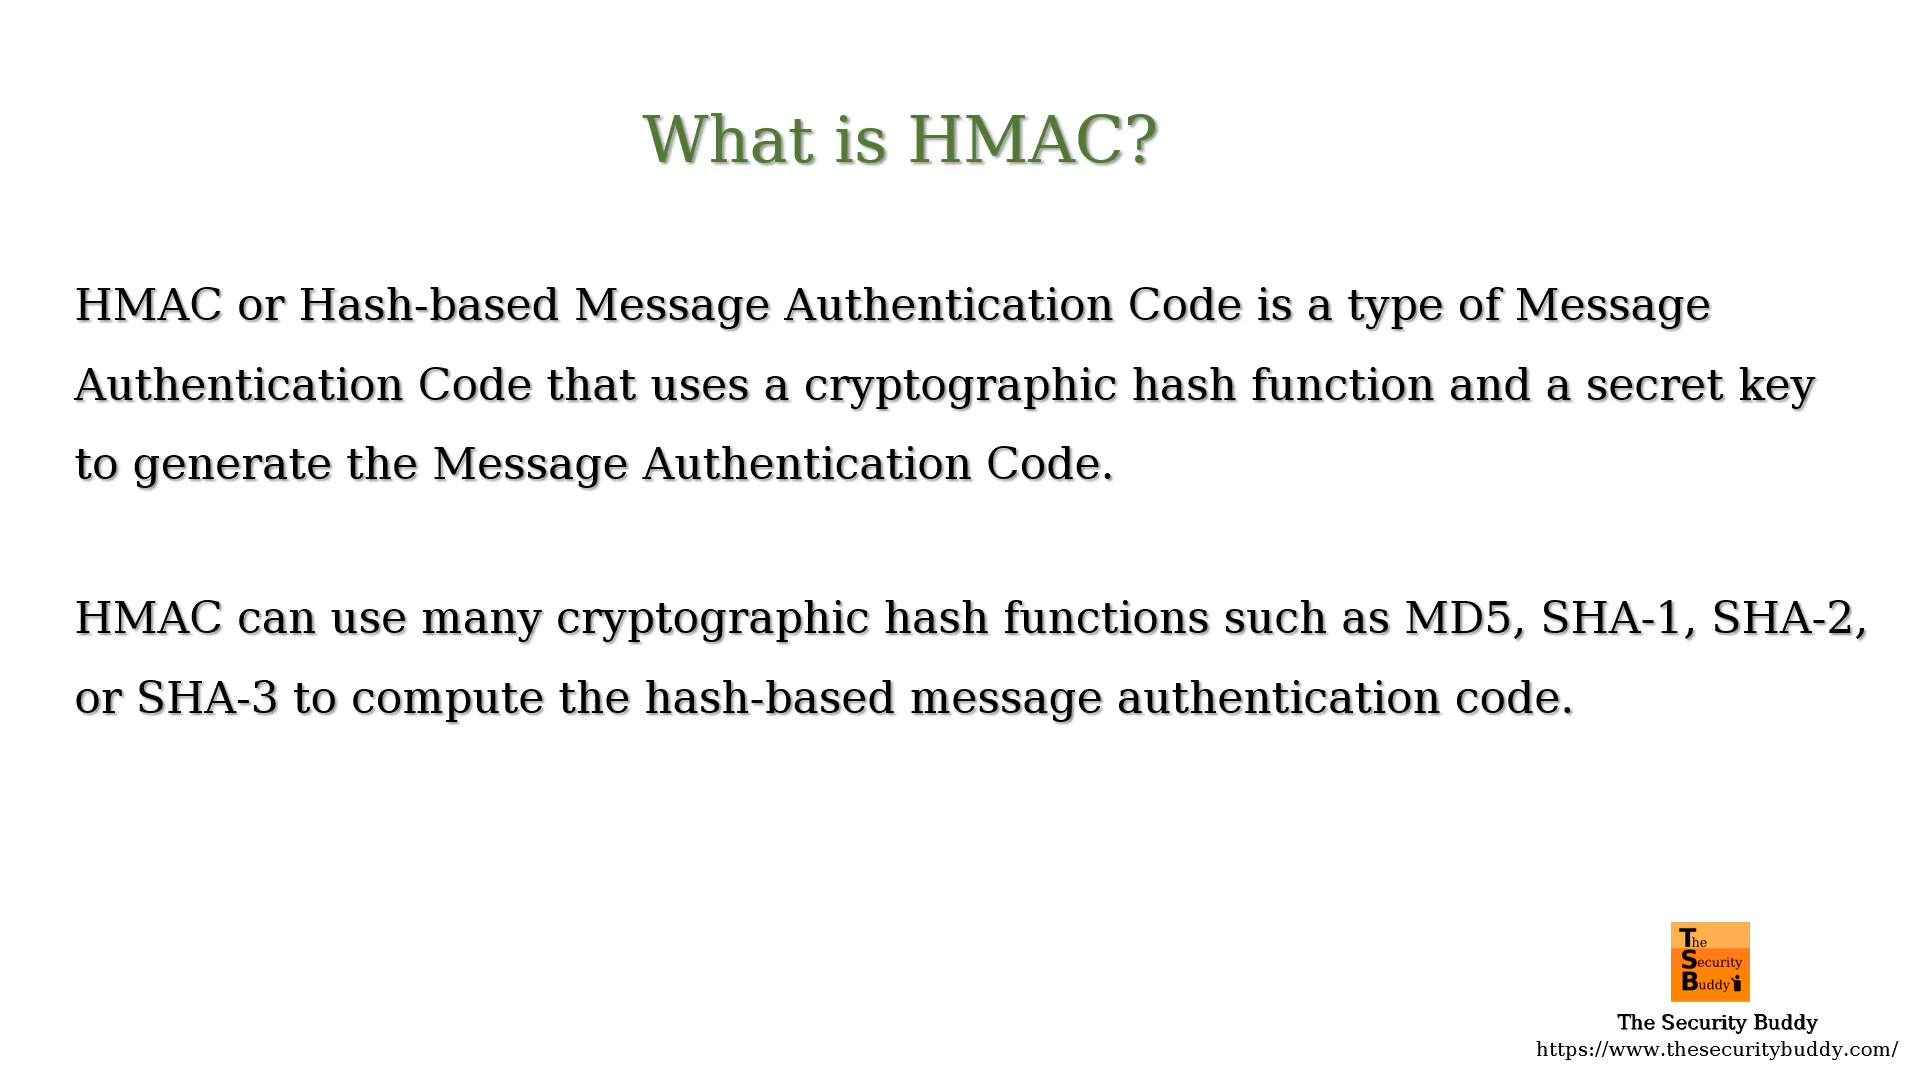 What is HMAC?
HMAC or Hash-based Message Authentication Code is a type of Message
Authentication Code that uses a cryptographic hash function and a secret key
to generate the Message Authentication Code.
HMAC can use many cryptographic hash functions such as MD5, SHA-1, SHA-2,
or SHA-3 to compute the hash-based message authentication code.
The
Security
Buddy
The Security Buddy
https://www.thesecuritybuddy.com/